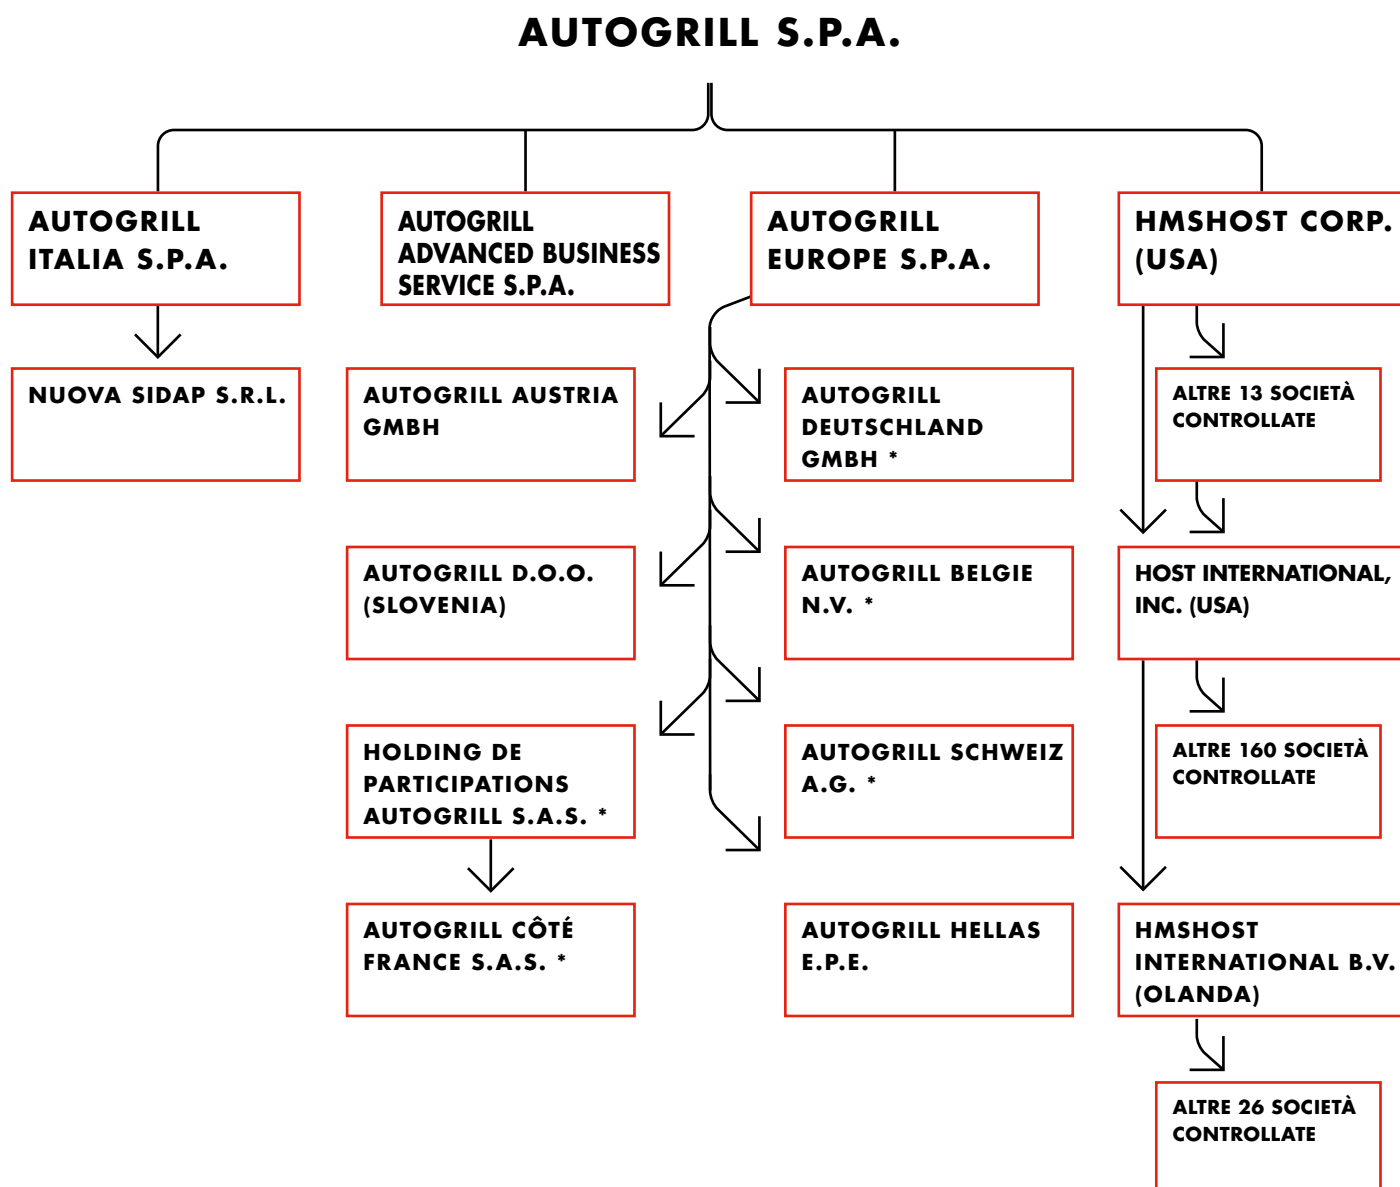 AUTOGRILL S.P.A.
AUTOGRILL
ITALIA S.P.A.
AUTOGRILL
ADVANCED BUSINESS
SERVICE S.P.A.
AUTOGRILL
EUROPE S.P.A.
HMSHOST CORP.
(USA)
NUOVA SIDAP S.R.L.
AUTOGRILL AUSTRIA
GMBH
AUTOGRILL
DEUTSCHLAND
GMBH *
ALTRE 13 SOCIETÀ
CONTROLLATE
AUTOGRILL D.O.O.
(SLOVENIA)
AUTOGRILL BELGIE
N.V. *
HOST INTERNATIONAL,
INC. (USA)
HOLDING DE
PARTICIPATIONS
AUTOGRILL S.A.S. *
AUTOGRILL SCHWEIZ
A.G. *
ALTRE 160 SOCIETÀ
CONTROLLATE
AUTOGRILL CÔTÉ
FRANCE S.A.S. *
AUTOGRILL HELLAS
E.P.E.
HMSHOST
INTERNATIONAL B.V.
(OLANDA)
ALTRE 26 SOCIETÀ
CONTROLLATE